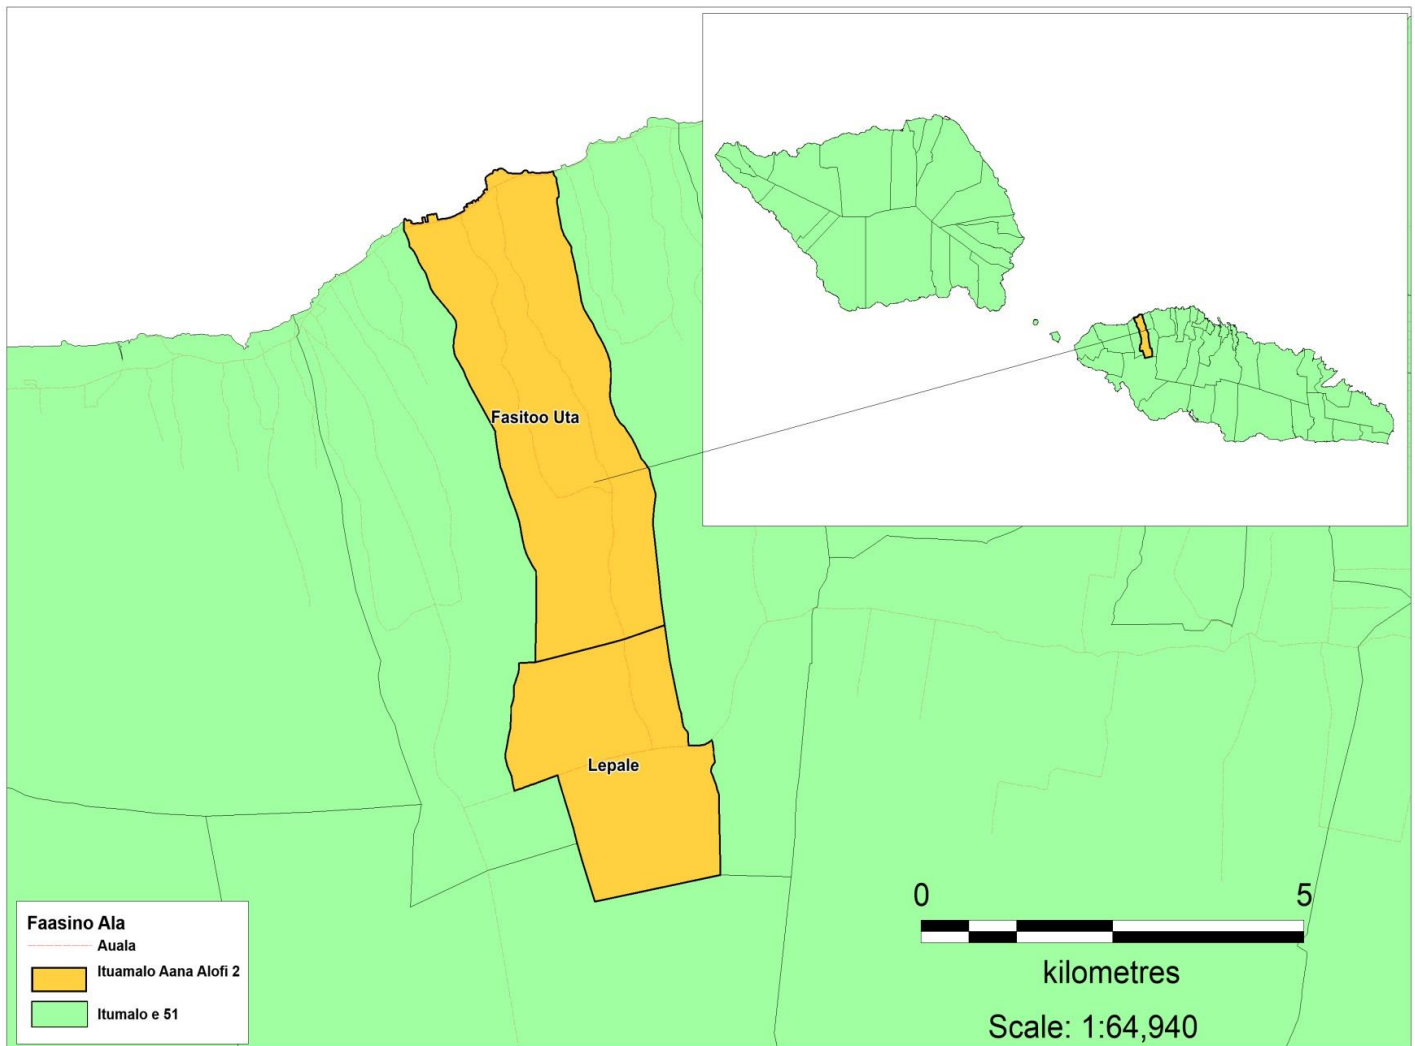 Fasitoo Uta
Lepale
Faasino Ala
Auala
Ituamalo Aana Alofi 2
Itumalo e 51
0 5
kilometres
Scale: 1:64,940